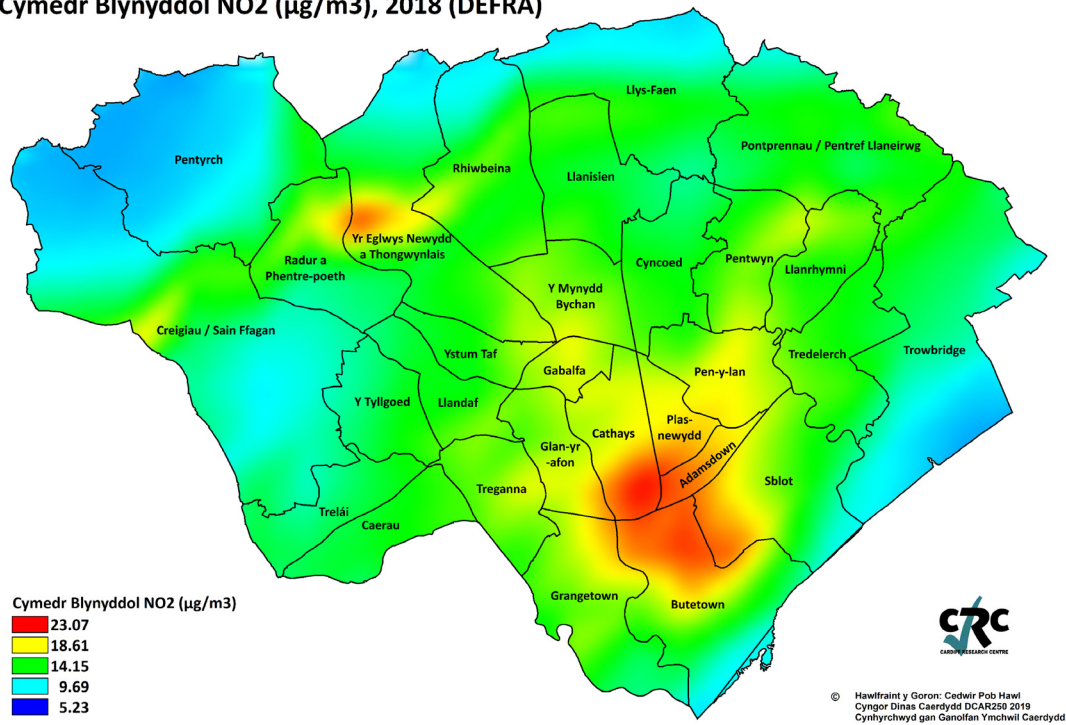 Cymedr Blynyddol NO2 (µg/m3), 2018 (DEFRA)
Llys-Faen
Pentyrch
Pontprennau / Pentref Llaneirwg
Rhiwbeina
Llanisien
Yr Eglwys Newydd
a Thongwynlais
Radur a
Phentre-poeth
Cyncoed
Pentwyn
Llanrhymni
Y Mynydd
Bychan
Creigiau / Sain Ffagan
Ystum Taf
Tredelerch
Trowbridge
Gabalfa
Pen-y-lan
Y Tyllgoed
Llandaf
Plas-
newydd
Cathays
Glan-yr
-afon
Adamsdown
Treganna
Sblot
Trelái
Caerau
Grangetown
Butetown
Cymedr Blynyddol NO2 (µg/m3)
23.07
18.61
14.15
9.69
5.23
CRC
CARDIFF RESEARCH CENTRE
© Hawlfraint y Goron: Cedwir Pob Hawl
Cyngor Dinas Caerdydd DCAR250 2019
Cynhyrchwyd gan Ganolfan Ymchwil Caerdydd